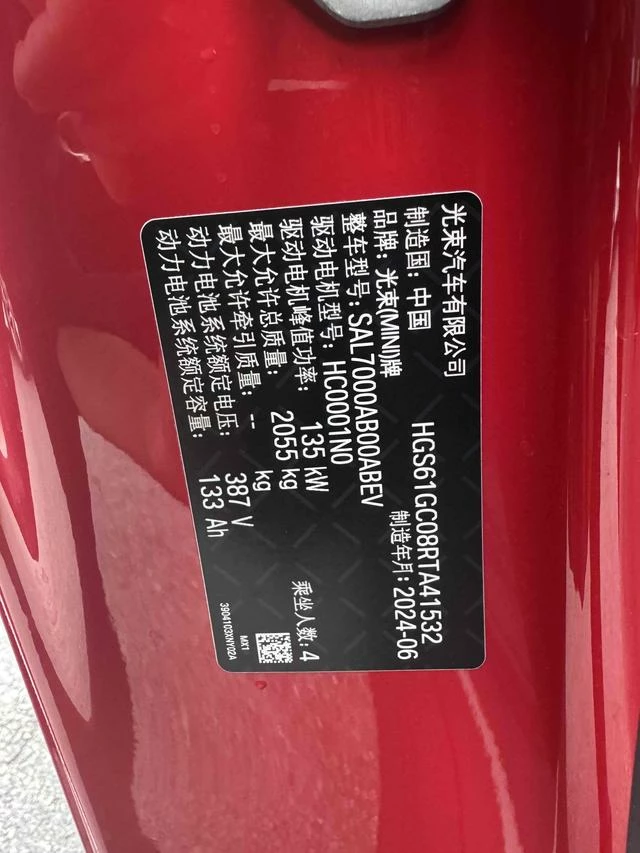 光束汽车有限公司
制造国：中国 HGS61GC08RTA41532
品牌：光束(MINI)牌 制造年月：2024-06
整车型号：SAL7000AB00ABEV
驱动电机型号：HC0001N0
驱动电机峰值功率：135 kW
最大允许总质量：2055 kg 乘坐人数：4
最大允许牵引质量：-- kg
动力电池系统额定电压：387 V
动力电池系统额定容量：133 Ah
MX1
3904103XNY02A